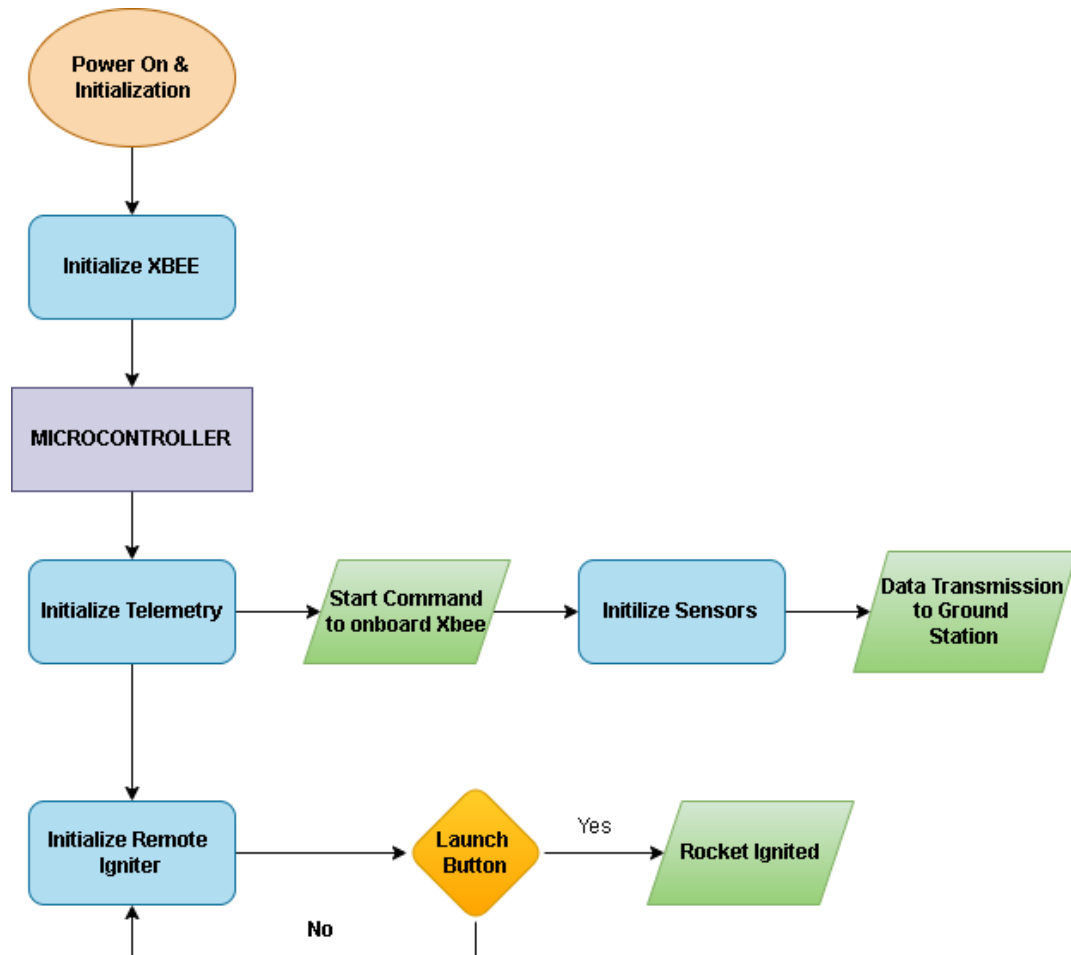 Power On &
Initialization
Initialize XBEE
MICROCONTROLLER
Initialize Telemetry
Start Command
to onboard Xbee
Initilize Sensors
Data Transmission
to Ground
Station
Initialize Remote
Igniter
Launch
Button
Yes
Rocket Ignited
No